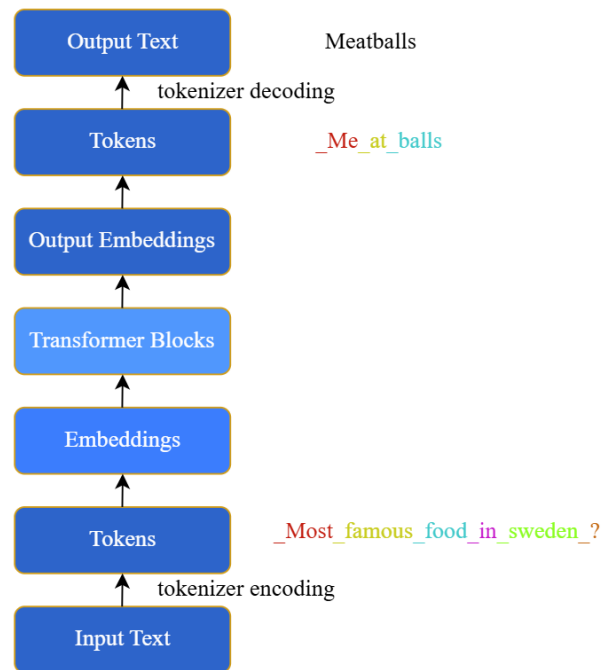 Output Text
Meatballs
tokenizer decoding
Tokens
_Me_at_balls
Output Embeddings
Transformer Blocks
Embeddings
Tokens
_Most_famous_food_in_sweden_?
tokenizer encoding
Input Text